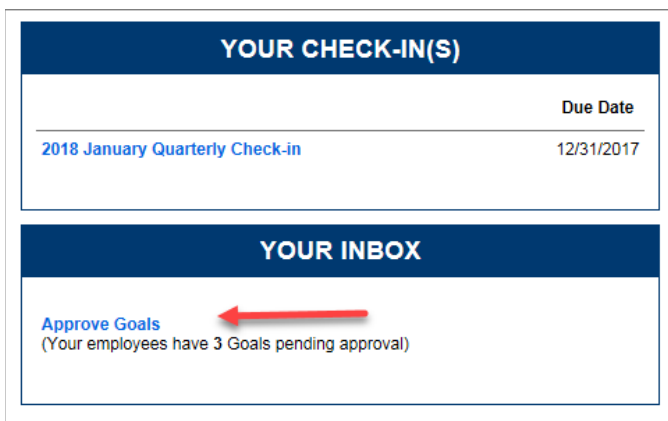 YOUR CHECK-IN(S)
Due Date
2018 January Quarterly Check-in 12/31/2017
YOUR INBOX
Approve Goals
(Your employees have 3 Goals pending approval)